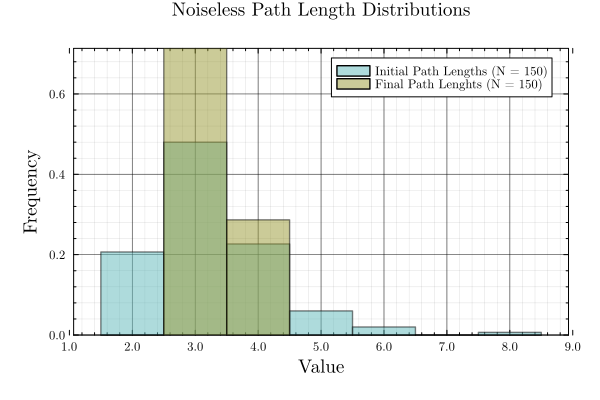 Noiseless Path Length Distributions
Initial Path Lengths (N = 150)
Final Path Lenghts (N = 150)
Frequency
0.6
0.4
0.2
0.0
1.0 2.0 3.0 4.0 5.0 6.0 7.0 8.0 9.0
Value